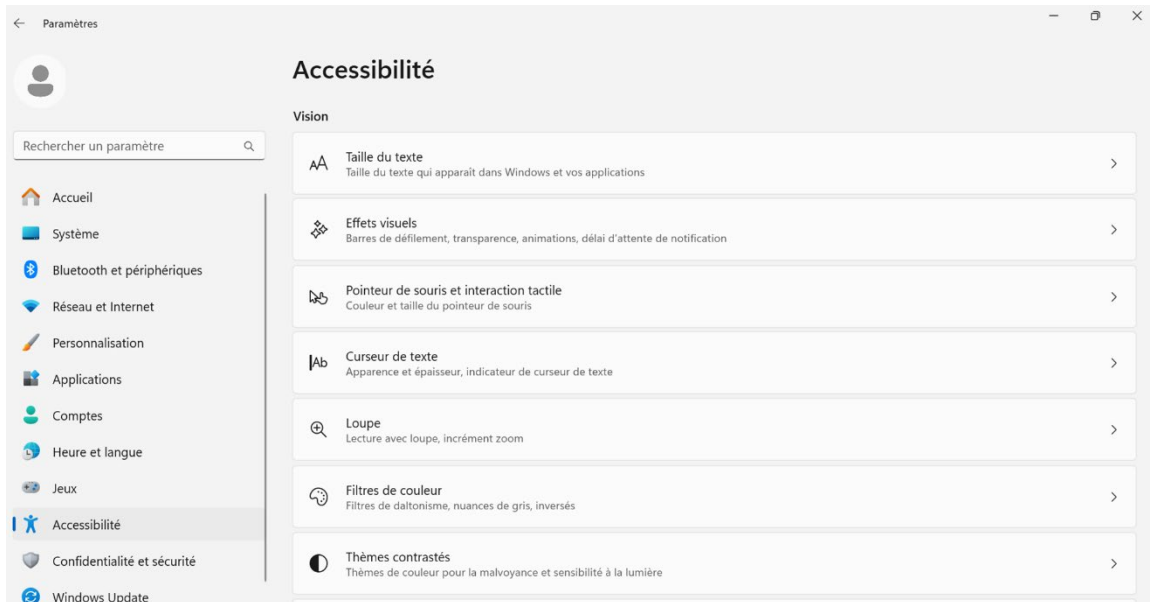 Paramètres
Rechercher un paramètre
Accueil
Système
Bluetooth et périphériques
Réseau et Internet
Personnalisation
Applications
Comptes
Heure et langue
Jeux
Accessibilité
Confidentialité et sécurité
Windows Update
Accessibilité
Vision
AA
Taille du texte
Taille du texte qui apparaît dans Windows et vos applications
Effets visuels
Barres de défilement, transparence, animations, délai d'attente de notification
Pointeur de souris et interaction tactile
Couleur et taille du pointeur de souris
Ab
Curseur de texte
Apparence et épaisseur, indicateur de curseur de texte
Loupe
Lecture avec loupe, incrément zoom
Filtres de couleur
Filtres de daltonisme, nuances de gris, inversés
Thèmes contrastés
Thèmes de couleur pour la malvoyance et sensibilité à la lumière